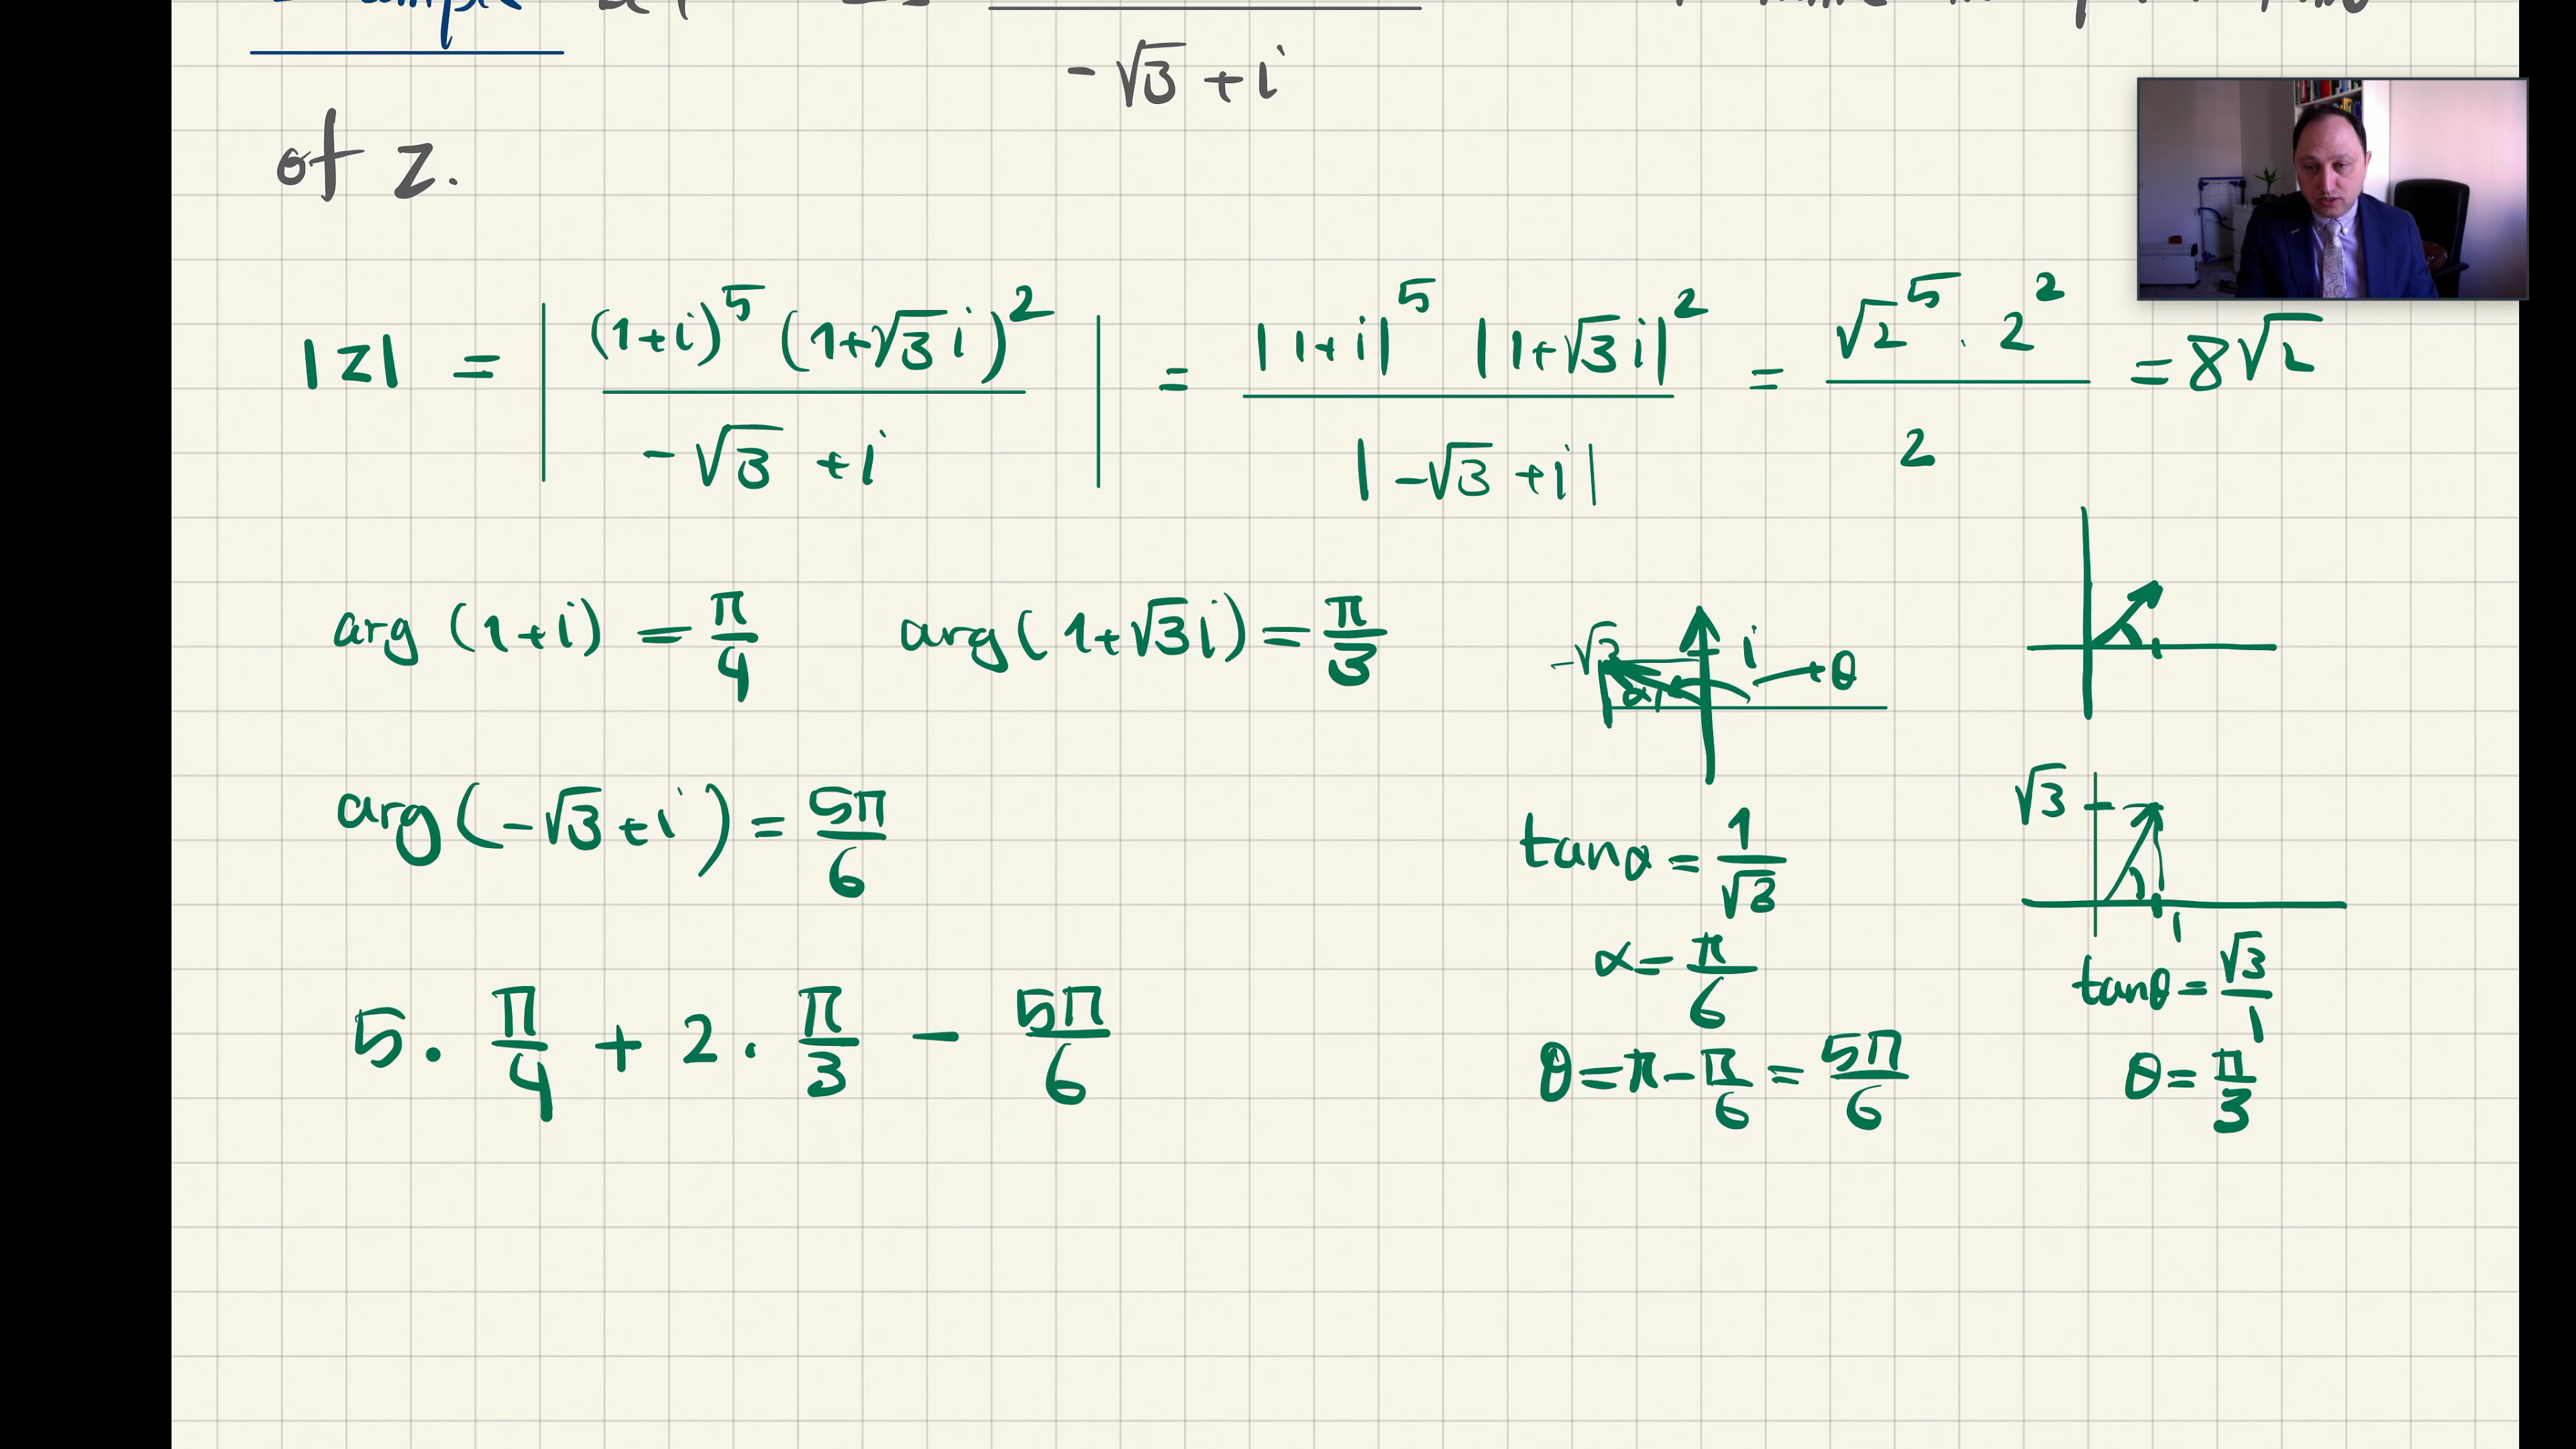 -√3 + i
of z.
|z| = | (1+i)^5 (1+√3 i)^2 / (-√3 + i) | = |1+i|^5 |1+√3 i|^2 / |-√3 + i| = √2^5 . 2^2 / 2 = 8√2
arg (1+i) = π/4 arg(1+√3 i) = π/3
-√3 α i θ
arg(-√3 + i) = 5π/6
tanα = 1/√3
α = π/6
θ = π - π/6 = 5π/6
√3
1
tanθ = √3/1
θ = π/3
5 · π/4 + 2 · π/3 - 5π/6